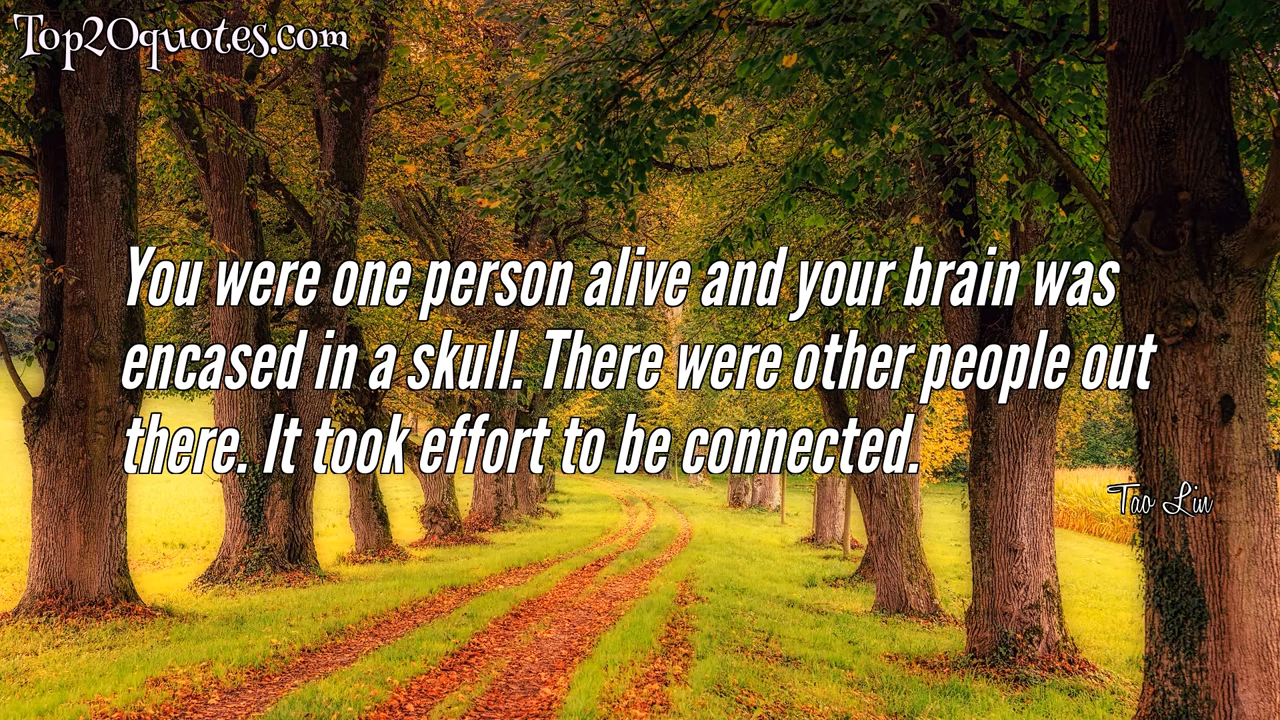 Top20quotes.com
You were one person alive and your brain was
encased in a skull. There were other people out
there. It took effort to be connected.
Tao Lin